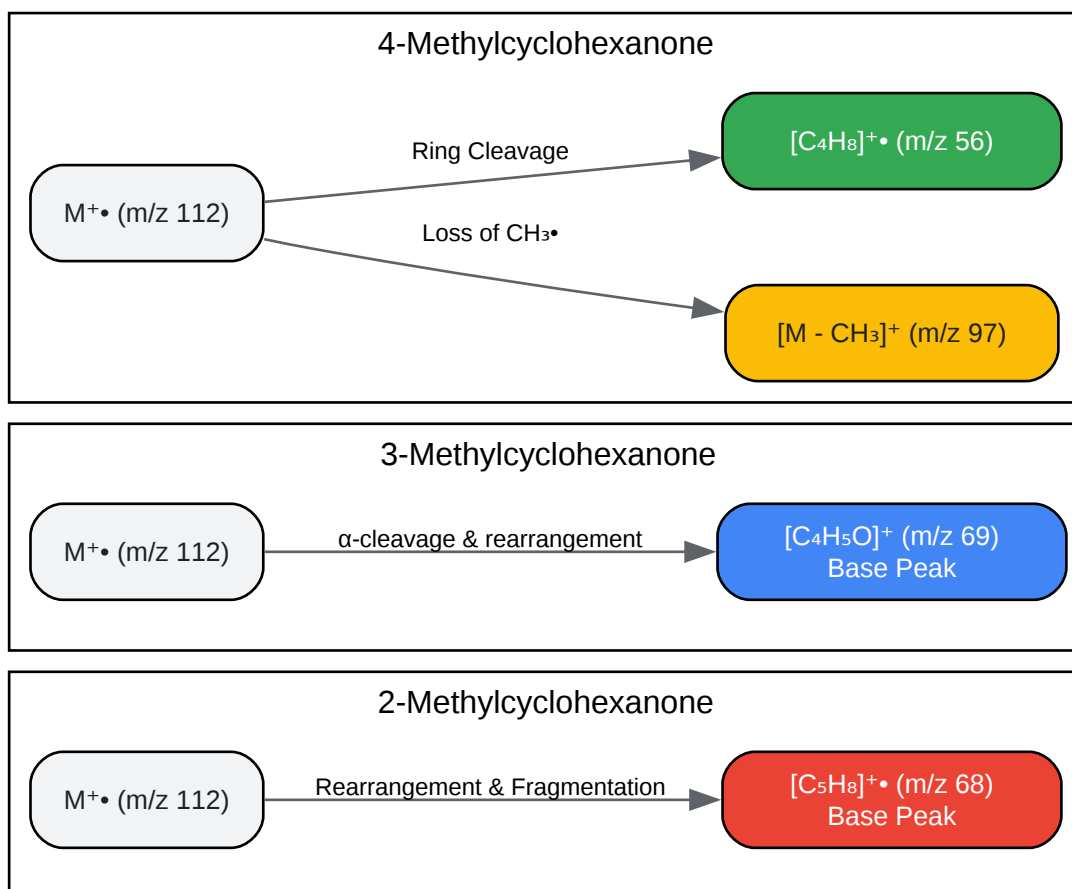 4-Methylcyclohexanone
Ring Cleavage
[C₄H₈]⁺• (m/z 56)
M⁺• (m/z 112)
Loss of CH₃•
[M - CH₃]⁺ (m/z 97)
3-Methylcyclohexanone
M⁺• (m/z 112)
α-cleavage & rearrangement
[C₄H₅O]⁺ (m/z 69)
Base Peak
2-Methylcyclohexanone
M⁺• (m/z 112)
Rearrangement & Fragmentation
[C₅H₈]⁺• (m/z 68)
Base Peak